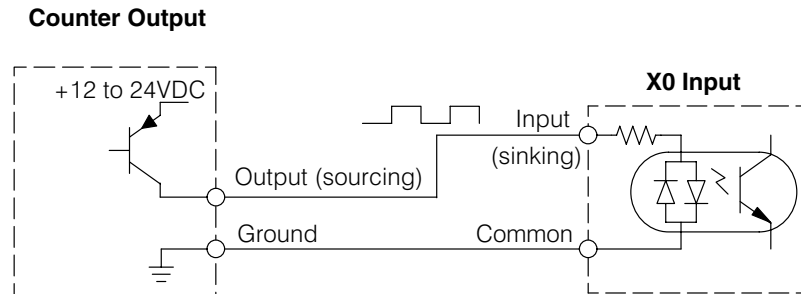 Counter Output
+12 to 24VDC
X0 Input
Input
(sinking)
Output (sourcing)
Ground
Common